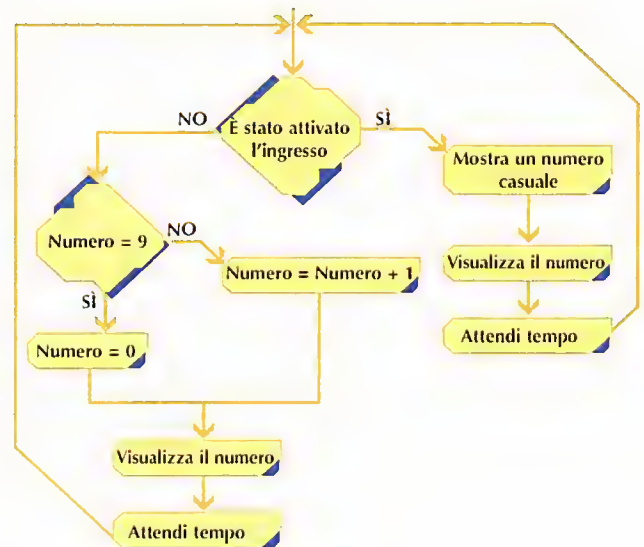 NO
È stato attivato
l'ingresso
SÌ
Mostra un numero
casuale
Numero = 9
NO
Visualizza il numero
Numero = Numero + 1
SÌ
Attendi tempo
Numero = 0
Visualizza il numero
Attendi tempo